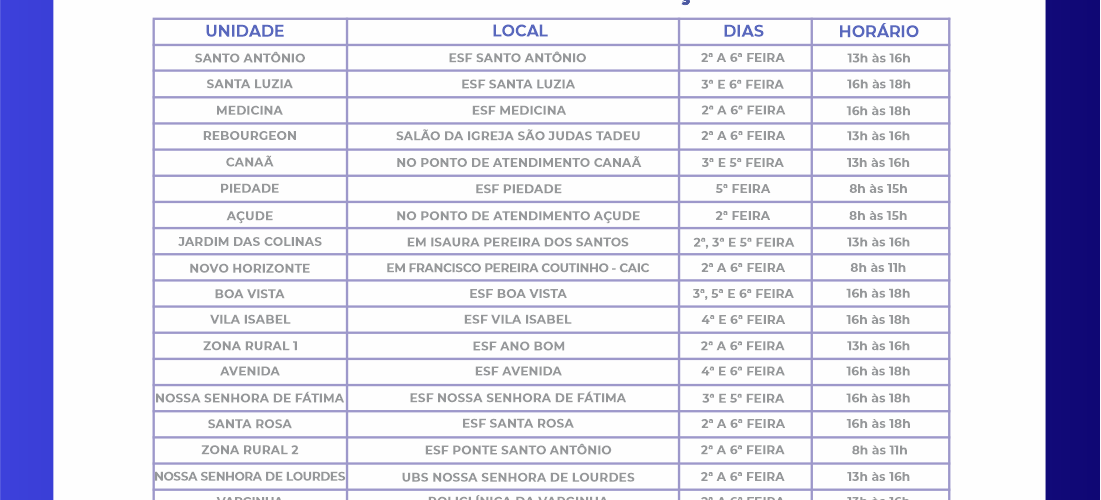 UNIDADE LOCAL DIAS HORÁRIO
SANTO ANTÔNIO ESF SANTO ANTÔNIO 2ª A 6ª FEIRA 13h às 16h
SANTA LUZIA ESF SANTA LUZIA 3ª E 6ª FEIRA 16h às 18h
MEDICINA ESF MEDICINA 2ª A 6ª FEIRA 16h às 18h
REBOURGEON SALÃO DA IGREJA SÃO JUDAS TADEU 2ª A 6ª FEIRA 13h às 16h
CANAÃ NO PONTO DE ATENDIMENTO CANAÃ 3ª E 5ª FEIRA 13h às 16h
PIEDADE ESF PIEDADE 5ª FEIRA 8h às 15h
AÇUDE NO PONTO DE ATENDIMENTO AÇUDE 2ª FEIRA 8h às 15h
JARDIM DAS COLINAS EM ISAURA PEREIRA DOS SANTOS 2ª, 3ª E 5ª FEIRA 13h às 16h
NOVO HORIZONTE EM FRANCISCO PEREIRA COUTINHO - CAIC 2ª A 6ª FEIRA 8h às 11h
BOA VISTA ESF BOA VISTA 3ª, 5ª E 6ª FEIRA 16h às 18h
VILA ISABEL ESF VILA ISABEL 4ª E 6ª FEIRA 16h às 18h
ZONA RURAL 1 ESF ANO BOM 2ª A 6ª FEIRA 13h às 16h
AVENIDA ESF AVENIDA 4ª E 6ª FEIRA 16h às 18h
NOSSA SENHORA DE FÁTIMA ESF NOSSA SENHORA DE FÁTIMA 3ª E 5ª FEIRA 16h às 18h
SANTA ROSA ESF SANTA ROSA 2ª A 6ª FEIRA 16h às 18h
ZONA RURAL 2 ESF PONTE SANTO ANTÔNIO 2ª A 6ª FEIRA 8h às 11h
NOSSA SENHORA DE LOURDES UBS NOSSA SENHORA DE LOURDES 2ª A 6ª FEIRA 13h às 16h
VARGINHA POLICLÍNICA DA VARGINHA 2ª A 6ª FEIRA 13h às 16h